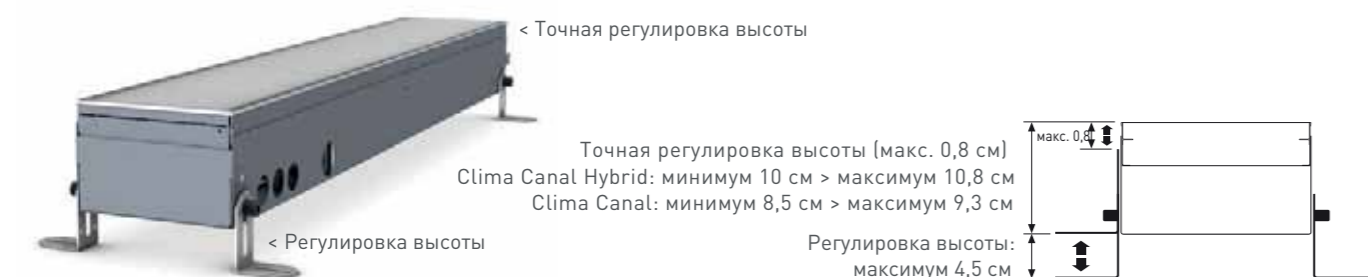 < Точная регулировка высоты
макс. 0,8
Точная регулировка высоты (макс. 0,8 см)
Clima Canal Hybrid: минимум 10 см > максимум 10,8 см
Clima Canal: минимум 8,5 см > максимум 9,3 см
< Регулировка высоты
Регулировка высоты:
максимум 4,5 см